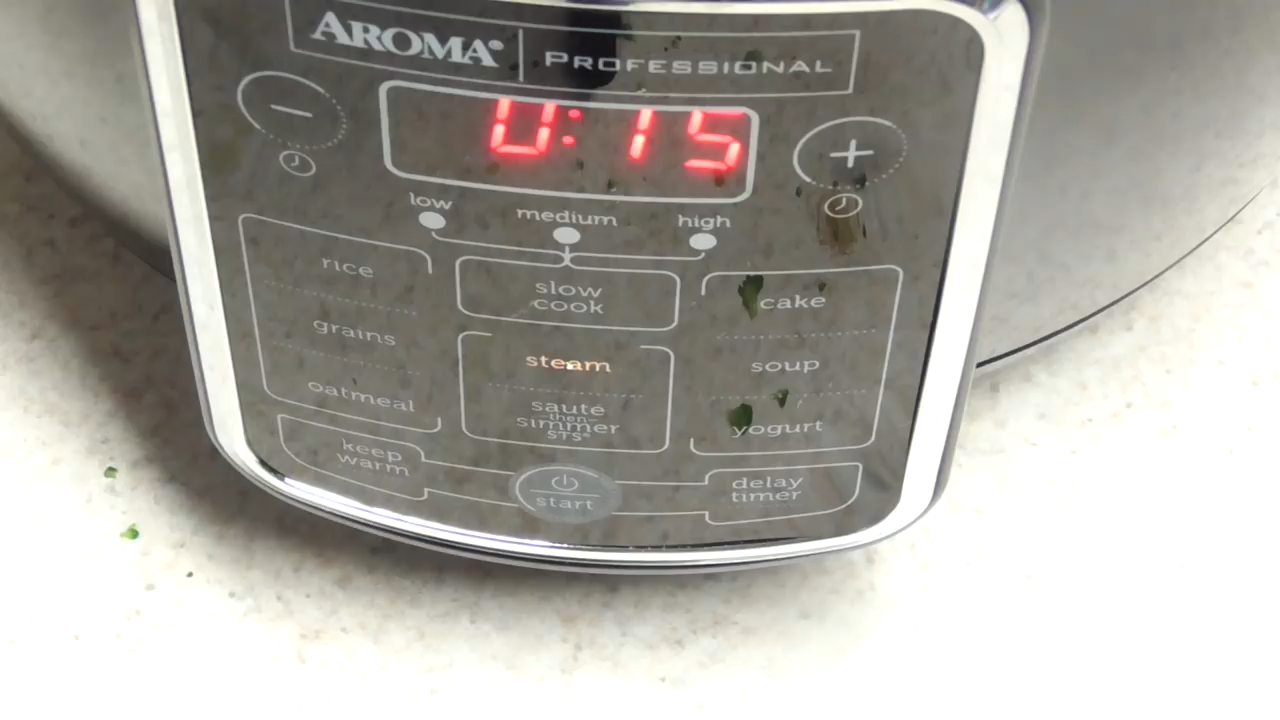 AROMA® PROFESSIONAL
0:15
low medium high
rice
grains
oatmeal
slow
cook
steam
sauté
then
simmer
STS®
cake
soup
yogurt
keep
warm
start
delay
timer